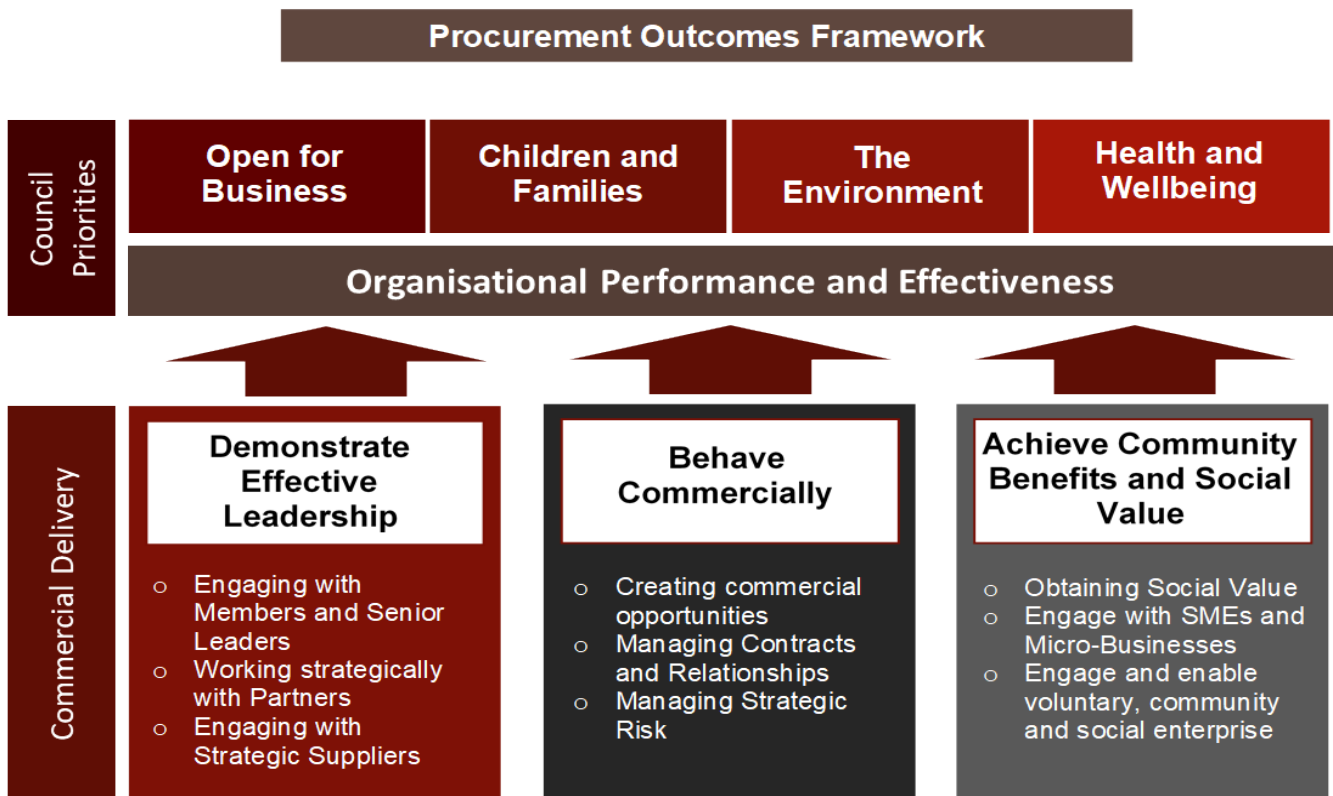 Procurement Outcomes Framework
Council
Priorities
Open for
Business
Children and
Families
The
Environment
Health and
Wellbeing
Organisational Performance and Effectiveness
Commercial Delivery
Demonstrate
Effective
Leadership
o Engaging with
Members and Senior
Leaders
o Working strategically
with Partners
o Engaging with
Strategic Suppliers
Behave
Commercially
o Creating commercial
opportunities
o Managing Contracts
and Relationships
o Managing Strategic
Risk
Achieve Community
Benefits and Social
Value
o Obtaining Social Value
o Engage with SMEs and
Micro-Businesses
o Engage and enable
voluntary, community
and social enterprise